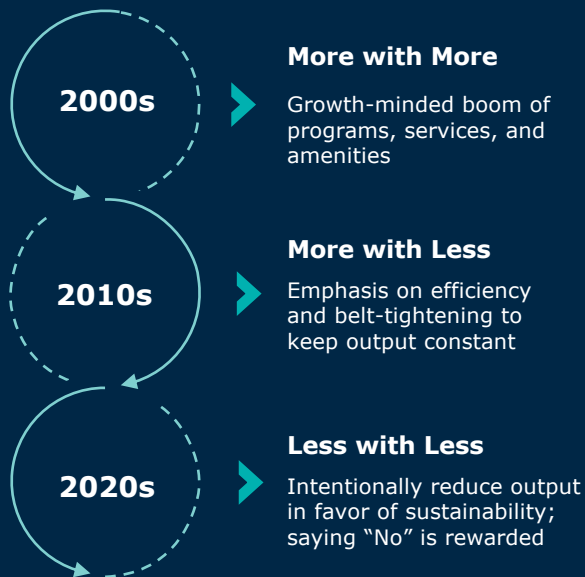 2000s
More with More
Growth-minded boom of
programs, services, and
amenities
2010s
More with Less
Emphasis on efficiency
and belt-tightening to
keep output constant
2020s
Less with Less
Intentionally reduce output
in favor of sustainability;
saying “No” is rewarded